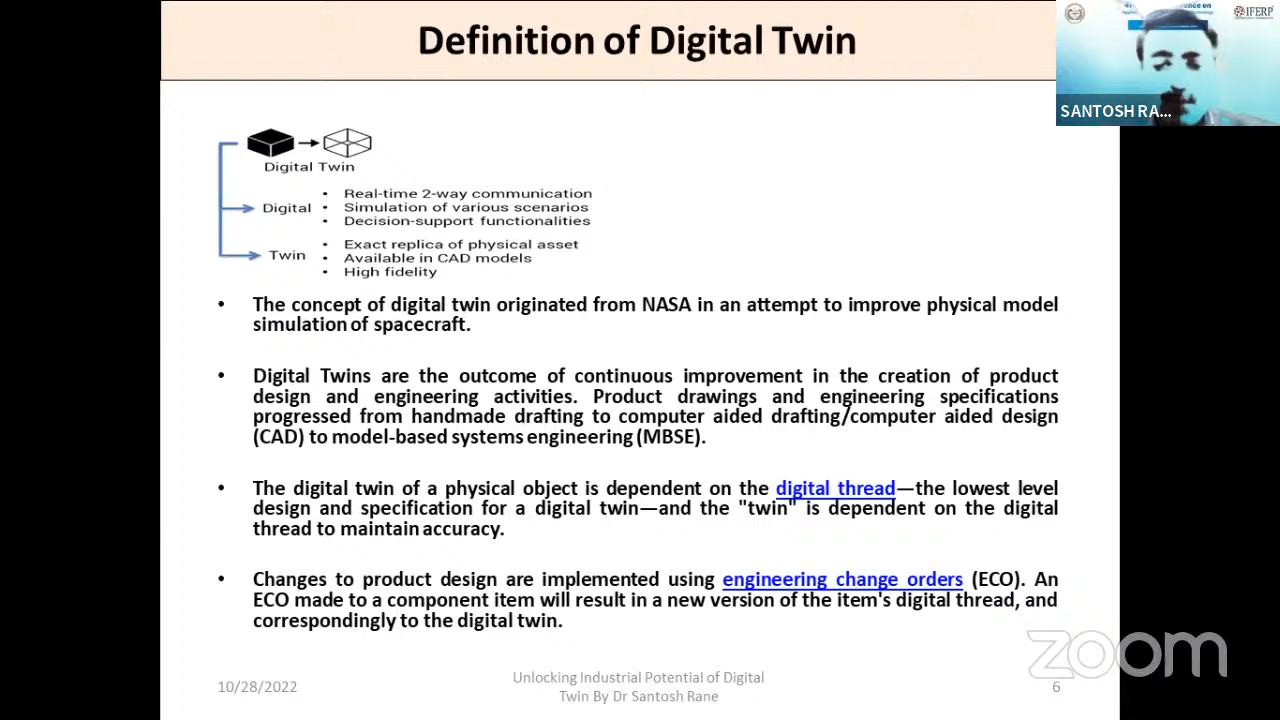 Definition of Digital Twin
IFERP
SANTOSH RA...
Digital Twin
Digital
• Real-time 2-way communication
• Simulation of various scenarios
• Decision-support functionalities
Twin
• Exact replica of physical asset
• Available in CAD models
• High fidelity
• The concept of digital twin originated from NASA in an attempt to improve physical model
simulation of spacecraft.
• Digital Twins are the outcome of continuous improvement in the creation of product
design and engineering activities. Product drawings and engineering specifications
progressed from handmade drafting to computer aided drafting/computer aided design
(CAD) to model-based systems engineering (MBSE).
• The digital twin of a physical object is dependent on the digital thread—the lowest level
design and specification for a digital twin—and the "twin" is dependent on the digital
thread to maintain accuracy.
• Changes to product design are implemented using engineering change orders (ECO). An
ECO made to a component item will result in a new version of the item's digital thread, and
correspondingly to the digital twin.
zoom
10/28/2022
Unlocking Industrial Potential of Digital
Twin By Dr Santosh Rane
6